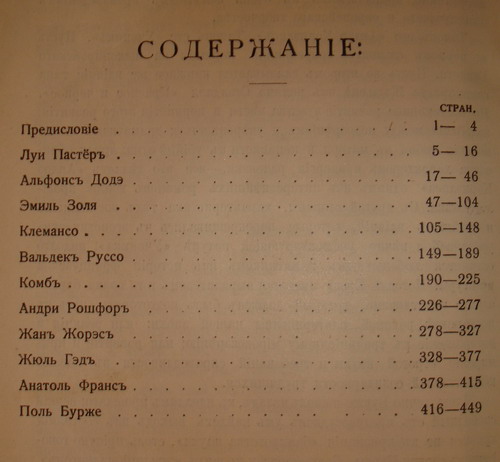 СОДЕРЖАНІЕ:
СТРАН.
Предисловіе . . . . . . . . . . . . 1— 4
Луи Пастёръ . . . . . . . . . . . . 5— 16
Альфонсъ Додэ . . . . . . . . . . . 17— 46
Эмиль Золя . . . . . . . . . . . . 47—104
Клемансо . . . . . . . . . . . . . 105—148
Вальдекъ Руссо . . . . . . . . . . 149—189
Комбъ . . . . . . . . . . . . . . 190—225
Андри Рошфоръ . . . . . . . . . . 226—277
Жанъ Жорэсъ . . . . . . . . . . . 278—327
Жюль Гэдъ . . . . . . . . . . . . 328—377
Анатоль Франсъ . . . . . . . . . . 378—415
Поль Бурже . . . . . . . . . . . . 416—449